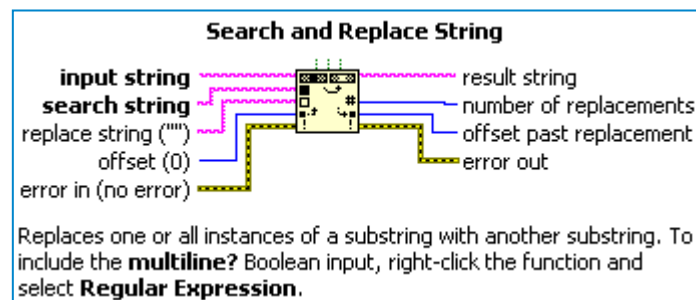 Search and Replace String
input string
search string
replace string ("")
offset (0)
error in (no error)
result string
number of replacements
offset past replacement
error out
Replaces one or all instances of a substring with another substring. To
include the multiline? Boolean input, right-click the function and
select Regular Expression.